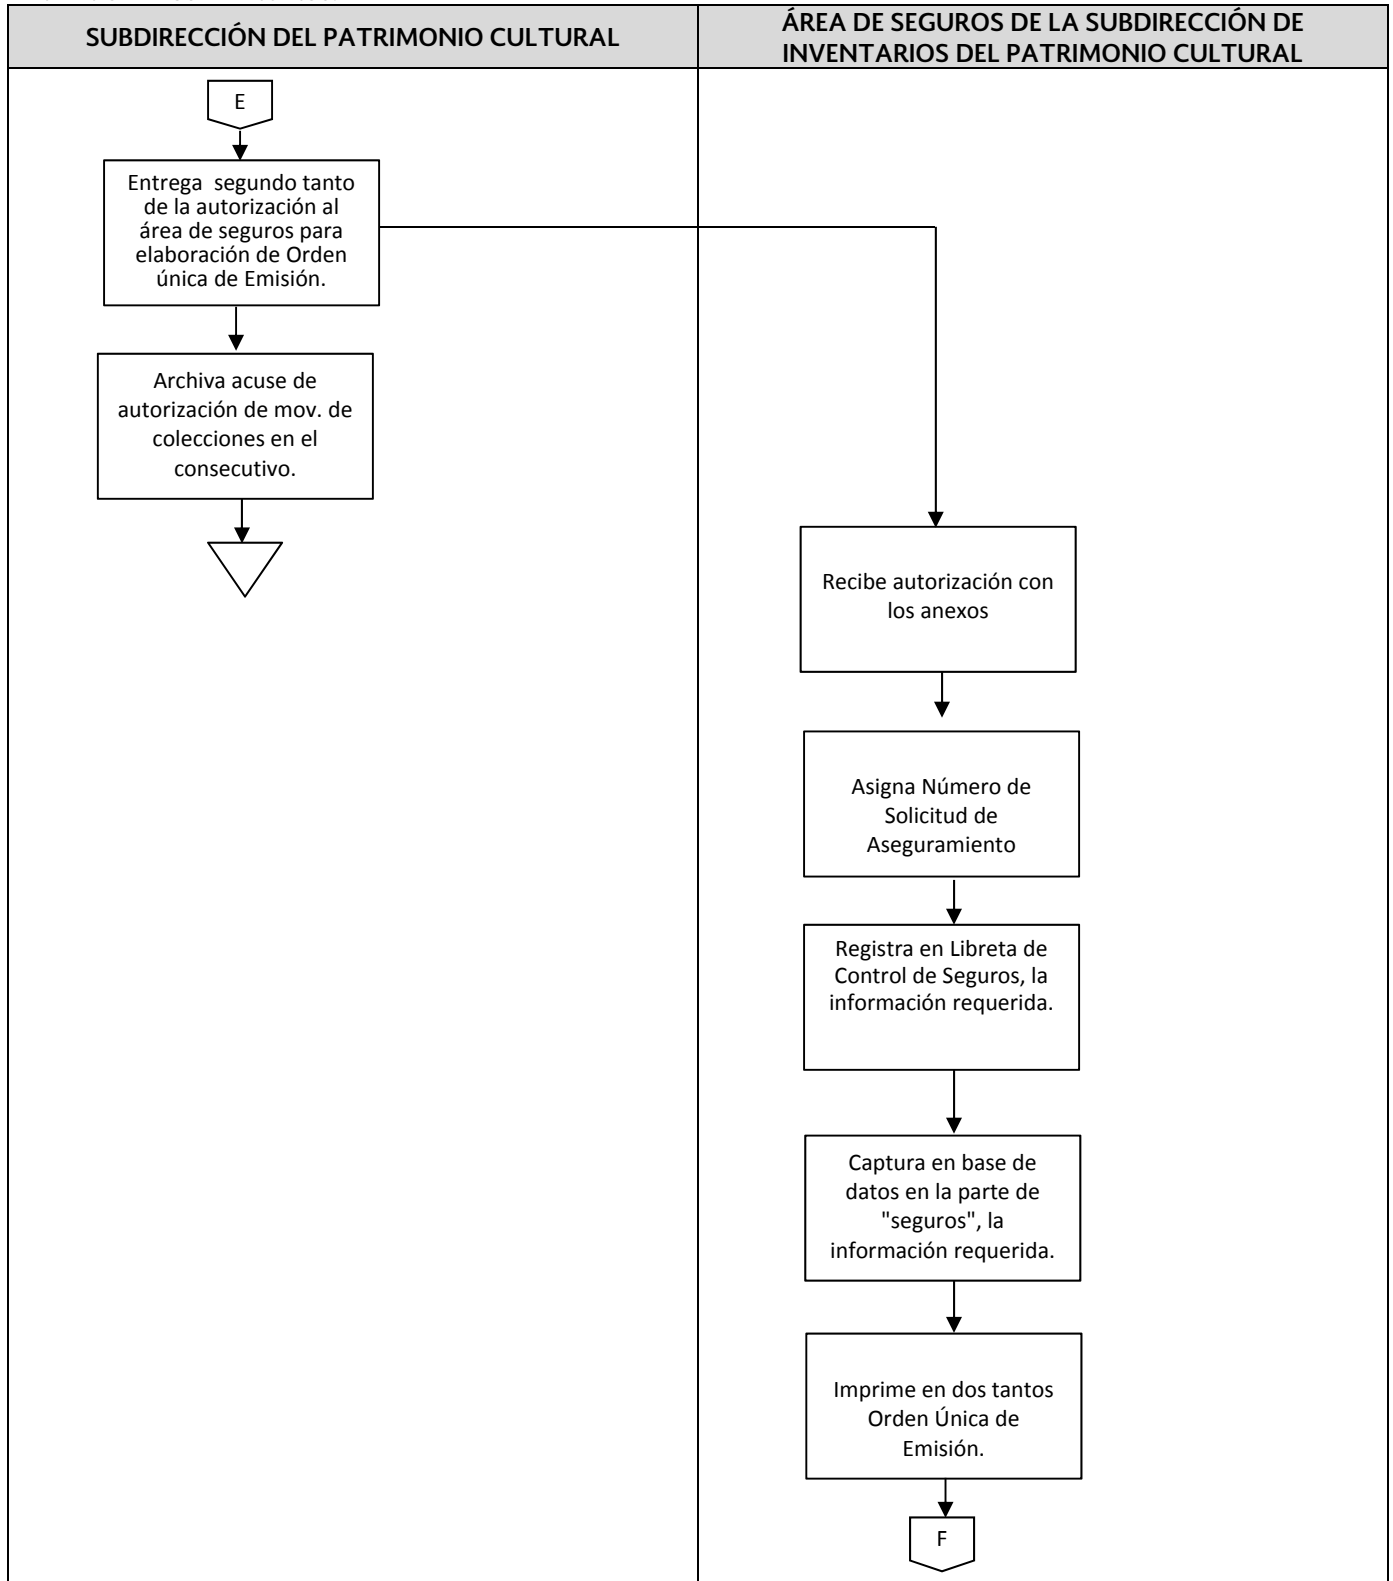 SUBDIRECCIÓN DEL PATRIMONIO CULTURAL
ÁREA DE SEGUROS DE LA SUBDIRECCIÓN DE
INVENTARIOS DEL PATRIMONIO CULTURAL
E
Entrega segundo tanto
de la autorización al
área de seguros para
elaboración de Orden
única de Emisión.
Archiva acuse de
autorización de mov. de
colecciones en el
consecutivo.
Recibe autorización con
los anexos
Asigna Número de
Solicitud de
Aseguramiento
Registra en Libreta de
Control de Seguros, la
información requerida.
Captura en base de
datos en la parte de
"seguros", la
información requerida.
Imprime en dos tantos
Orden Única de
Emisión.
F